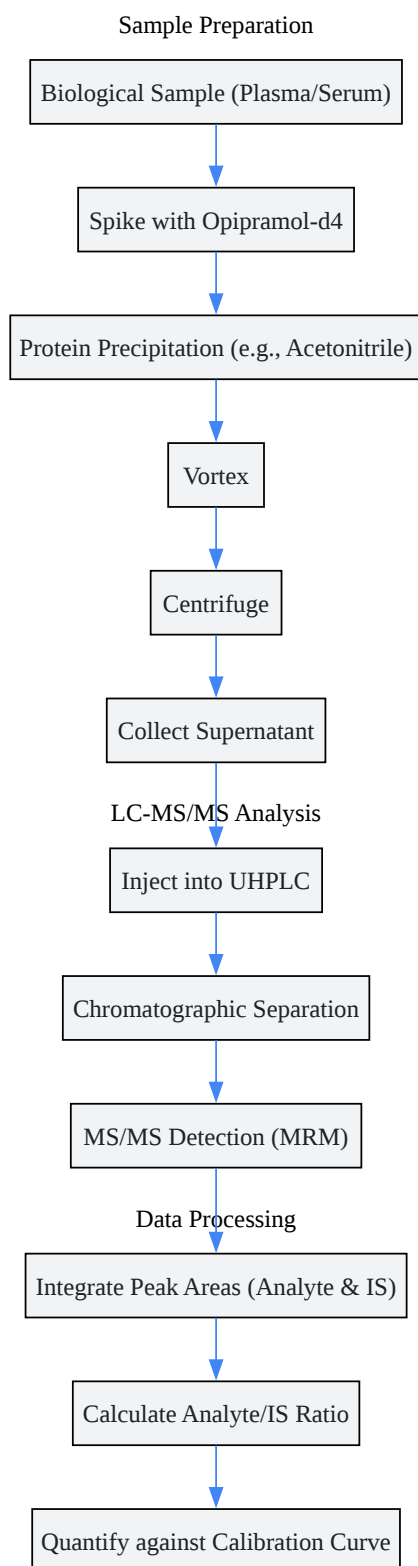 Sample Preparation
Biological Sample (Plasma/Serum)
Spike with Opipramol-d4
Protein Precipitation (e.g., Acetonitrile)
Vortex
Centrifuge
Collect Supernatant
LC-MS/MS Analysis
Inject into UHPLC
Chromatographic Separation
MS/MS Detection (MRM)
Data Processing
Integrate Peak Areas (Analyte & IS)
Calculate Analyte/IS Ratio
Quantify against Calibration Curve